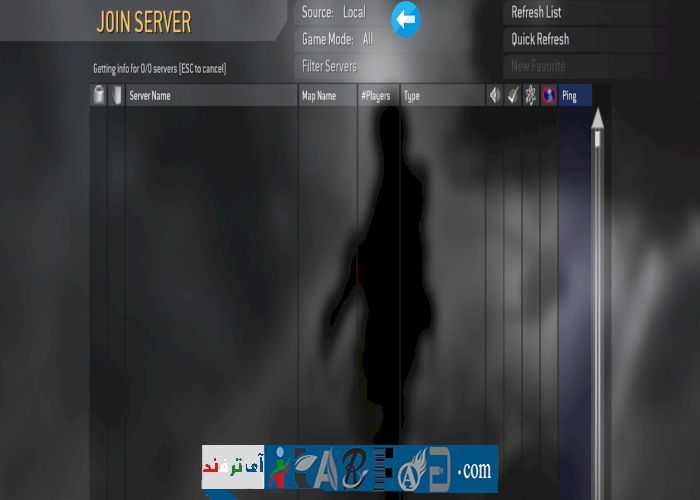 JOIN SERVER
Source: Local
Game Mode: All
Filter Servers
Refresh List
Quick Refresh
New Favorite
Getting info for 0/0 servers (ESC to cancel)
Server Name Map Name #Players Type Ping
آی ترفند
.com